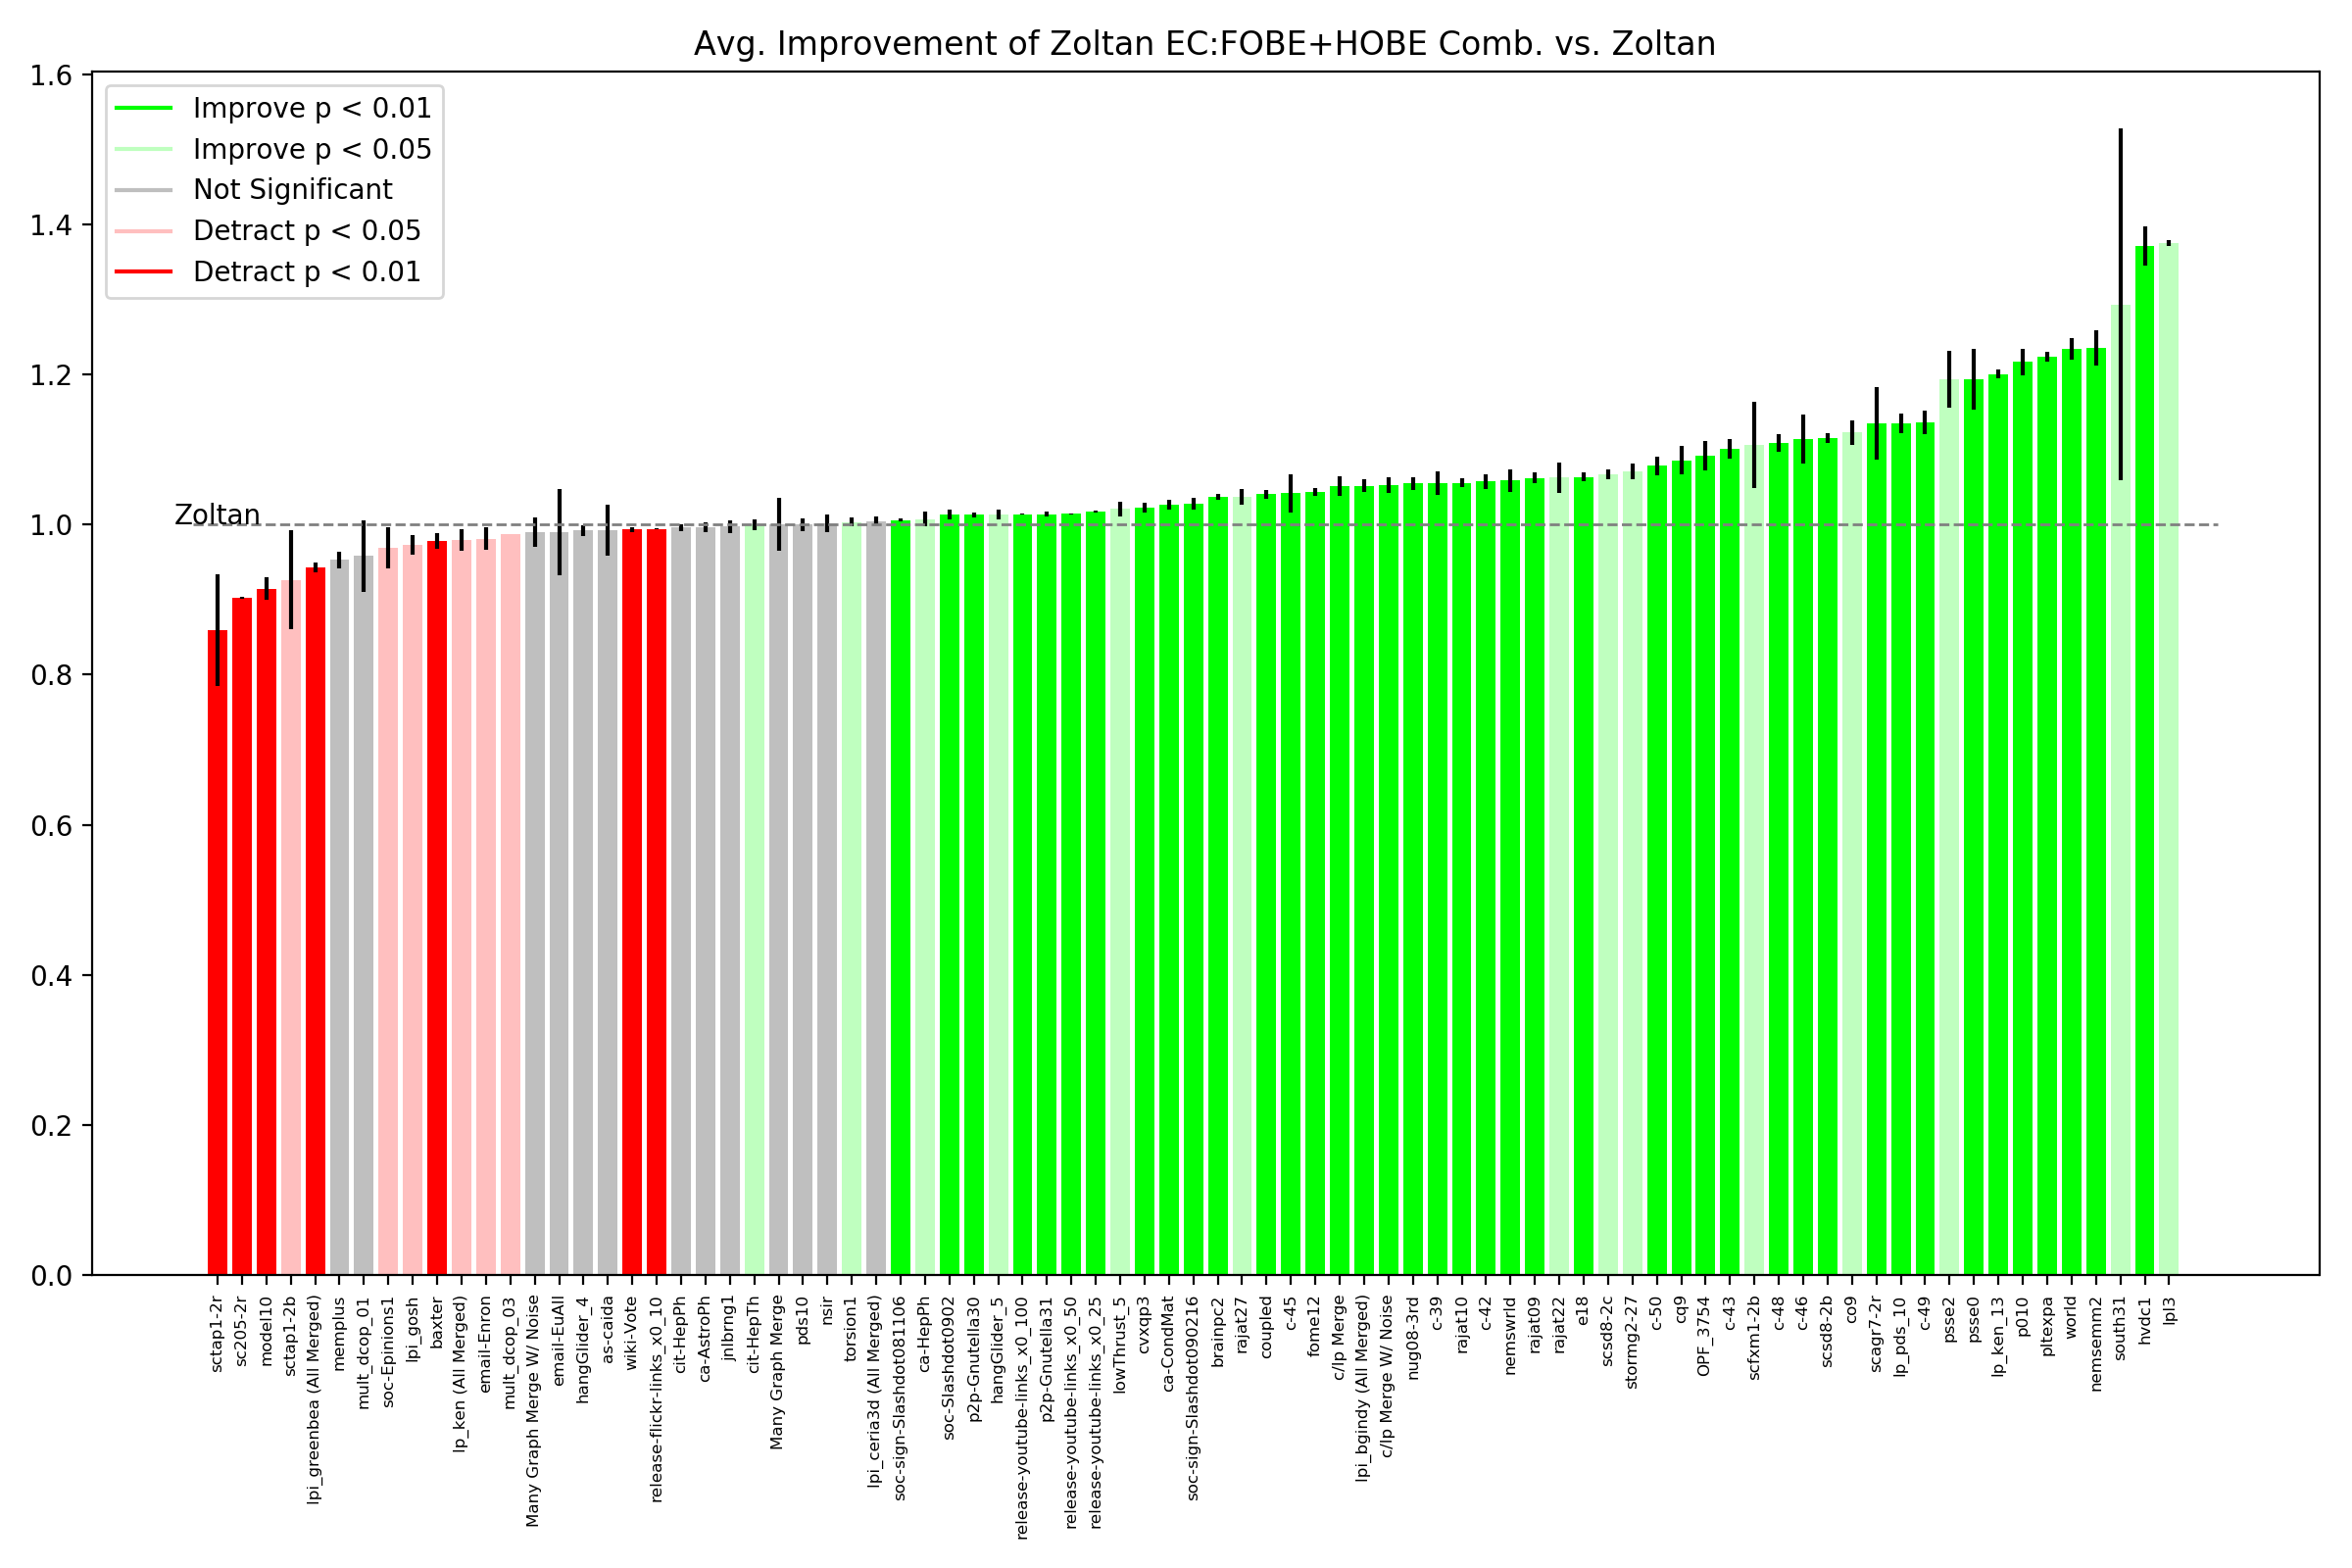 Avg. Improvement of Zoltan EC:FOBE+HOBE Comb. vs. Zoltan
1.6
1.4
1.2
1.0
0.8
0.6
0.4
0.2
0.0
Improve p < 0.01
Improve p < 0.05
Not Significant
Detract p < 0.05
Detract p < 0.01
Zoltan
sctap1-2r
sc205-2r
model10
sctap1-2b
lpi_greenbea (All Merged)
memplus
mult_dcop_01
soc-Epinions1
lpi_gosh
baxter
lp_ken (All Merged)
email-Enron
mult_dcop_03
Many Graph Merge W/ Noise
email-EuAll
hangGlider_4
as-caida
wiki-Vote
release-flickr-links_x0_10
cit-HepPh
ca-AstroPh
jnlbrng1
cit-HepTh
Many Graph Merge
pds10
nsir
torsion1
lpi_ceria3d (All Merged)
soc-sign-Slashdot081106
ca-HepPh
soc-Slashdot0902
p2p-Gnutella30
hangGlider_5
release-youtube-links_x0_100
p2p-Gnutella31
release-youtube-links_x0_50
release-youtube-links_x0_25
lowThrust_5
cvxqp3
ca-CondMat
soc-sign-Slashdot090216
brainpc2
rajat27
coupled
c-45
fome12
c/lp Merge
lpi_bgindy (All Merged)
c/lp Merge W/ Noise
nug08-3rd
c-39
rajat10
c-42
nemswrld
rajat09
rajat22
e18
scsd8-2c
stormg2-27
c-50
cq9
OPF_3754
c-43
scfxm1-2b
c-48
c-46
scsd8-2b
co9
scagr7-2r
lp_pds_10
c-49
psse2
psse0
lp_ken_13
p010
pltexpa
world
nemsemm2
south31
hvdc1
lpl3